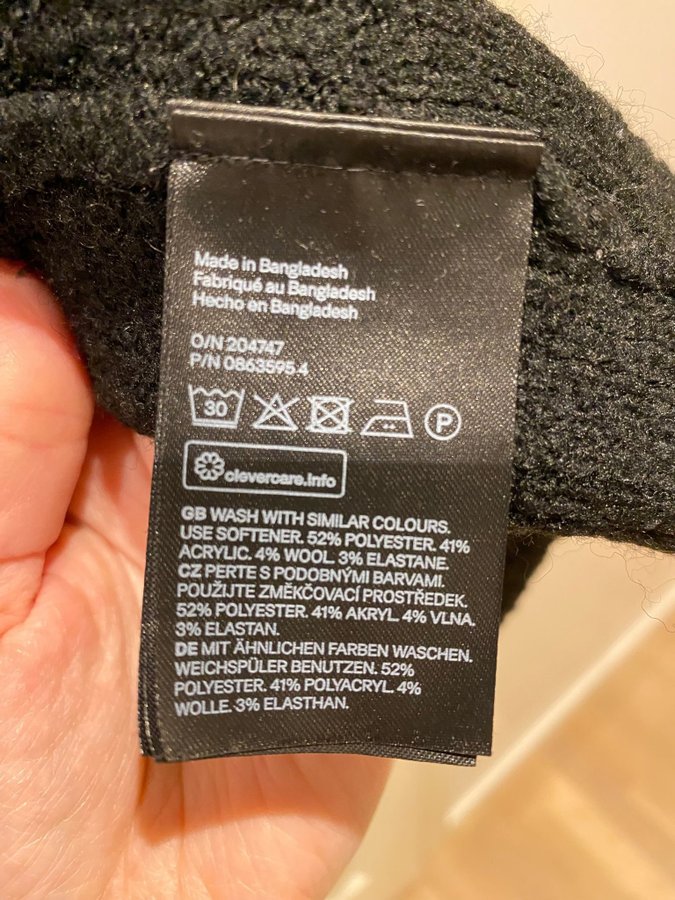 Made in Bangladesh
Fabriqué au Bangladesh
Hecho en Bangladesh
O/N 204747
P/N 0863595 4
30
P
clevercare.info
GB WASH WITH SIMILAR COLOURS.
USE SOFTENER. 52% POLYESTER. 41%
ACRYLIC. 4% WOOL. 3% ELASTANE.
CZ PERTE S PODOBNÝMI BARVAMI.
POUŽIJTE ZMĚKČOVACÍ PROSTŘEDEK.
52% POLYESTER. 41% AKRYL. 4% VLNA.
3% ELASTAN.
DE MIT ÄHNLICHEN FARBEN WASCHEN.
WEICHSPÜLER BENUTZEN. 52%
POLYESTER. 41% POLYACRYL. 4%
WOLLE. 3% ELASTHAN.